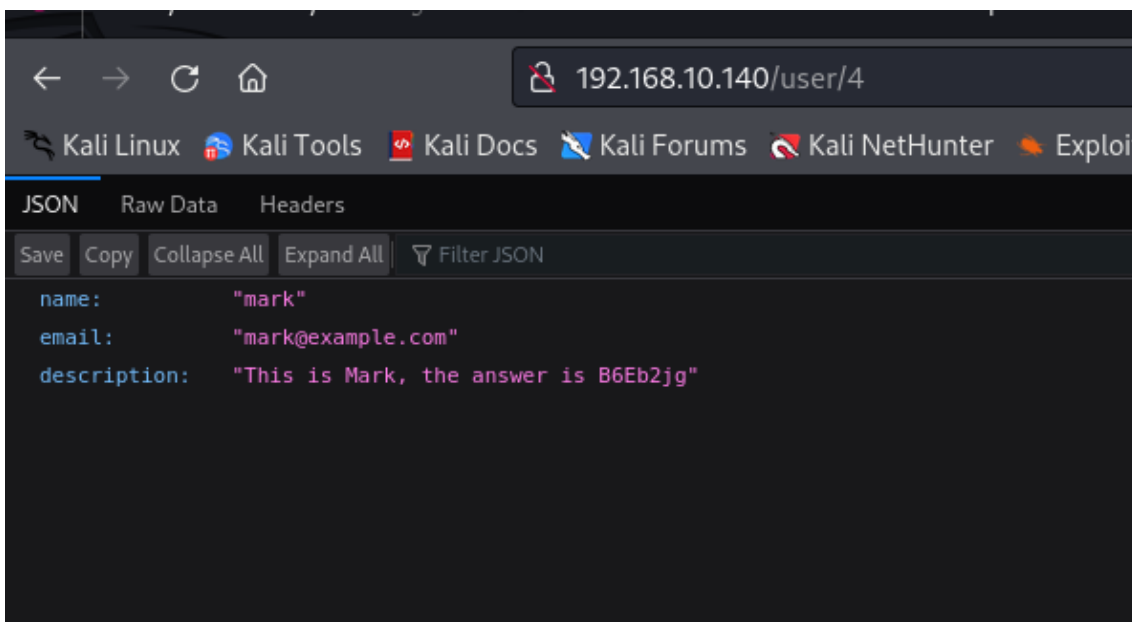 192.168.10.140/user/4
Kali Linux Kali Tools Kali Docs Kali Forums Kali NetHunter Exploi
JSON Raw Data Headers
Save Copy Collapse All Expand All Filter JSON
name: "mark"
email: "mark@example.com"
description: "This is Mark, the answer is B6Eb2jg"